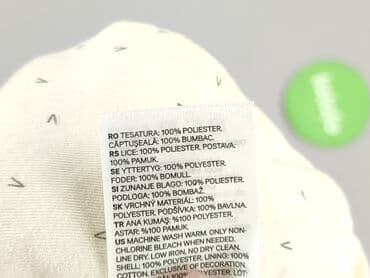 RO TESATURA: 100% POLIESTER.
CĂPTUȘEALĂ: 100% BUMBAC.
RS LICE: 100% POLIESTER, POSTAVA:
100% PAMUK.
SE YTTERTYG: 100% POLYESTER.
FODER: 100% BOMULL.
SI ZUNANJE BLAGO: 100% POLIESTER,
PODLOGA: 100% BOMBAŽ.
SK VRCHNÝ MATERIÁL: 100%
POLYESTER, PODŠÍVKA: 100% BAVLNA.
TR ANA KUMAŞ: %100 POLYESTER,
ASTAR: %100 PAMUK.
US MACHINE WASH WARM. ONLY NON-
CHLORINE BLEACH WHEN NEEDED.
LINE DRY. LOW IRON. NO DRY CLEAN.
SHELL: 100% POLYESTER. LINING: 100%
COTTON. EXCLUSIVE OF DECORATION.
100% POLYESTER